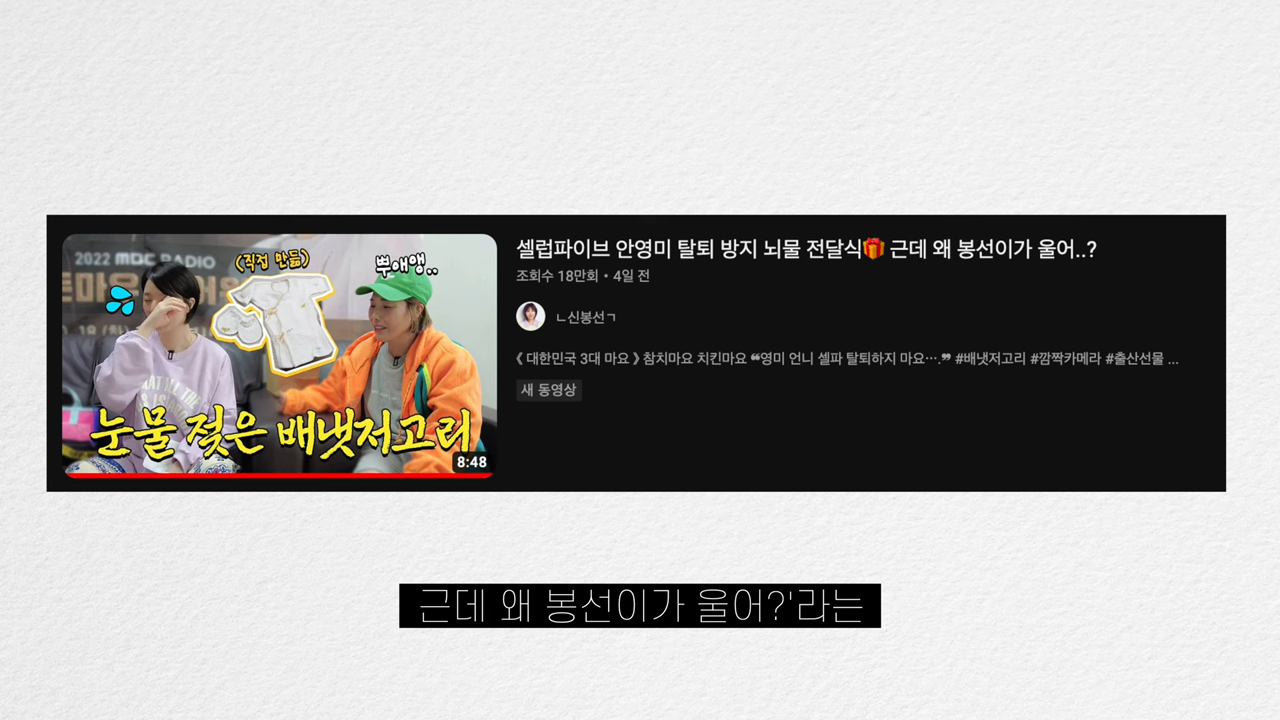 2022 MBC RADIO
(직접 만듦)
뿌애앵..
눈물 젖은 배냇저고리
8:48
셀럽파이브 안영미 탈퇴 방지 뇌물 전달식🎁 근데 왜 봉선이가 울어..?
조회수 18만회 • 4일 전
ㄴ신봉선ㄱ
《 대한민국 3대 마요 》 참치마요 치킨마요 ❝영미 언니 셀파 탈퇴하지 마요….❞ #배냇저고리 #깜짝카메라 #출산선물 ...
새 동영상
근데 왜 봉선이가 울어?'라는